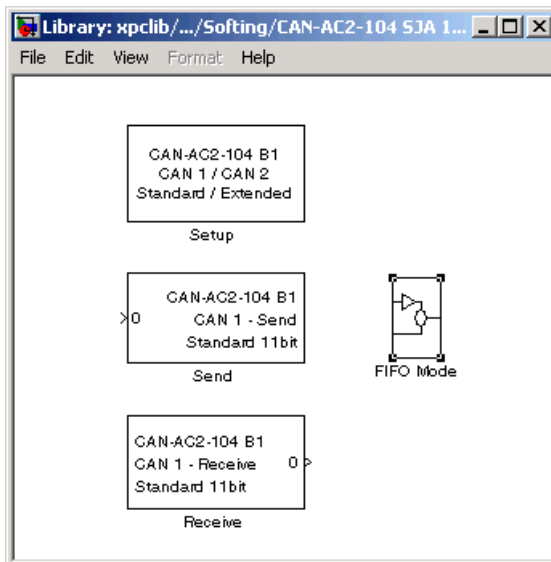 Library: xpclib/.../Softing/CAN-AC2-104 SJA 1...
File Edit View Format Help
CAN-AC2-104 B1
CAN 1 / CAN 2
Standard / Extended
Setup
CAN-AC2-104 B1
>0 CAN 1 - Send
Standard 11bit
Send
FIFO Mode
CAN-AC2-104 B1
CAN 1 - Receive 0 >
Standard 11bit
Receive